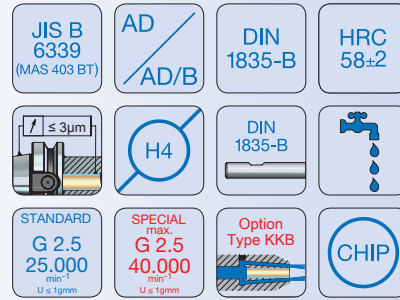 JIS B
6339
(MAS 403 BT)
AD
AD/B
DIN
1835-B
HRC
58±2
≤ 3µm
H4
DIN
1835-B
STANDARD
G 2.5
25.000
min⁻¹
U ≤ 1gmm
SPECIAL
max.
G 2.5
40.000
min⁻¹
U ≤ 1gmm
Option
Type KKB
CHIP